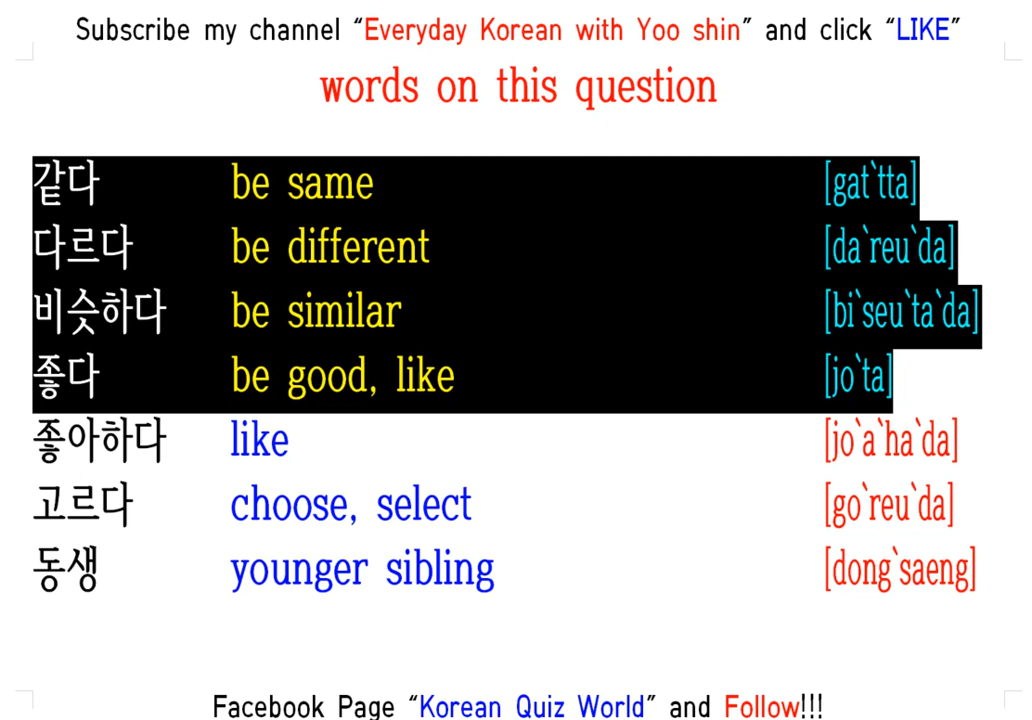 Subscribe my channel “Everyday Korean with Yoo shin” and click “LIKE”
words on this question
같다 be same [gat`tta]
다르다 be different [da`reu`da]
비슷하다 be similar [bi`seu`ta`da]
좋다 be good, like [jo`ta]
좋아하다 like [jo`a`ha`da]
고르다 choose, select [go`reu`da]
동생 younger sibling [dong`saeng]
Facebook Page “Korean Quiz World” and Follow!!!